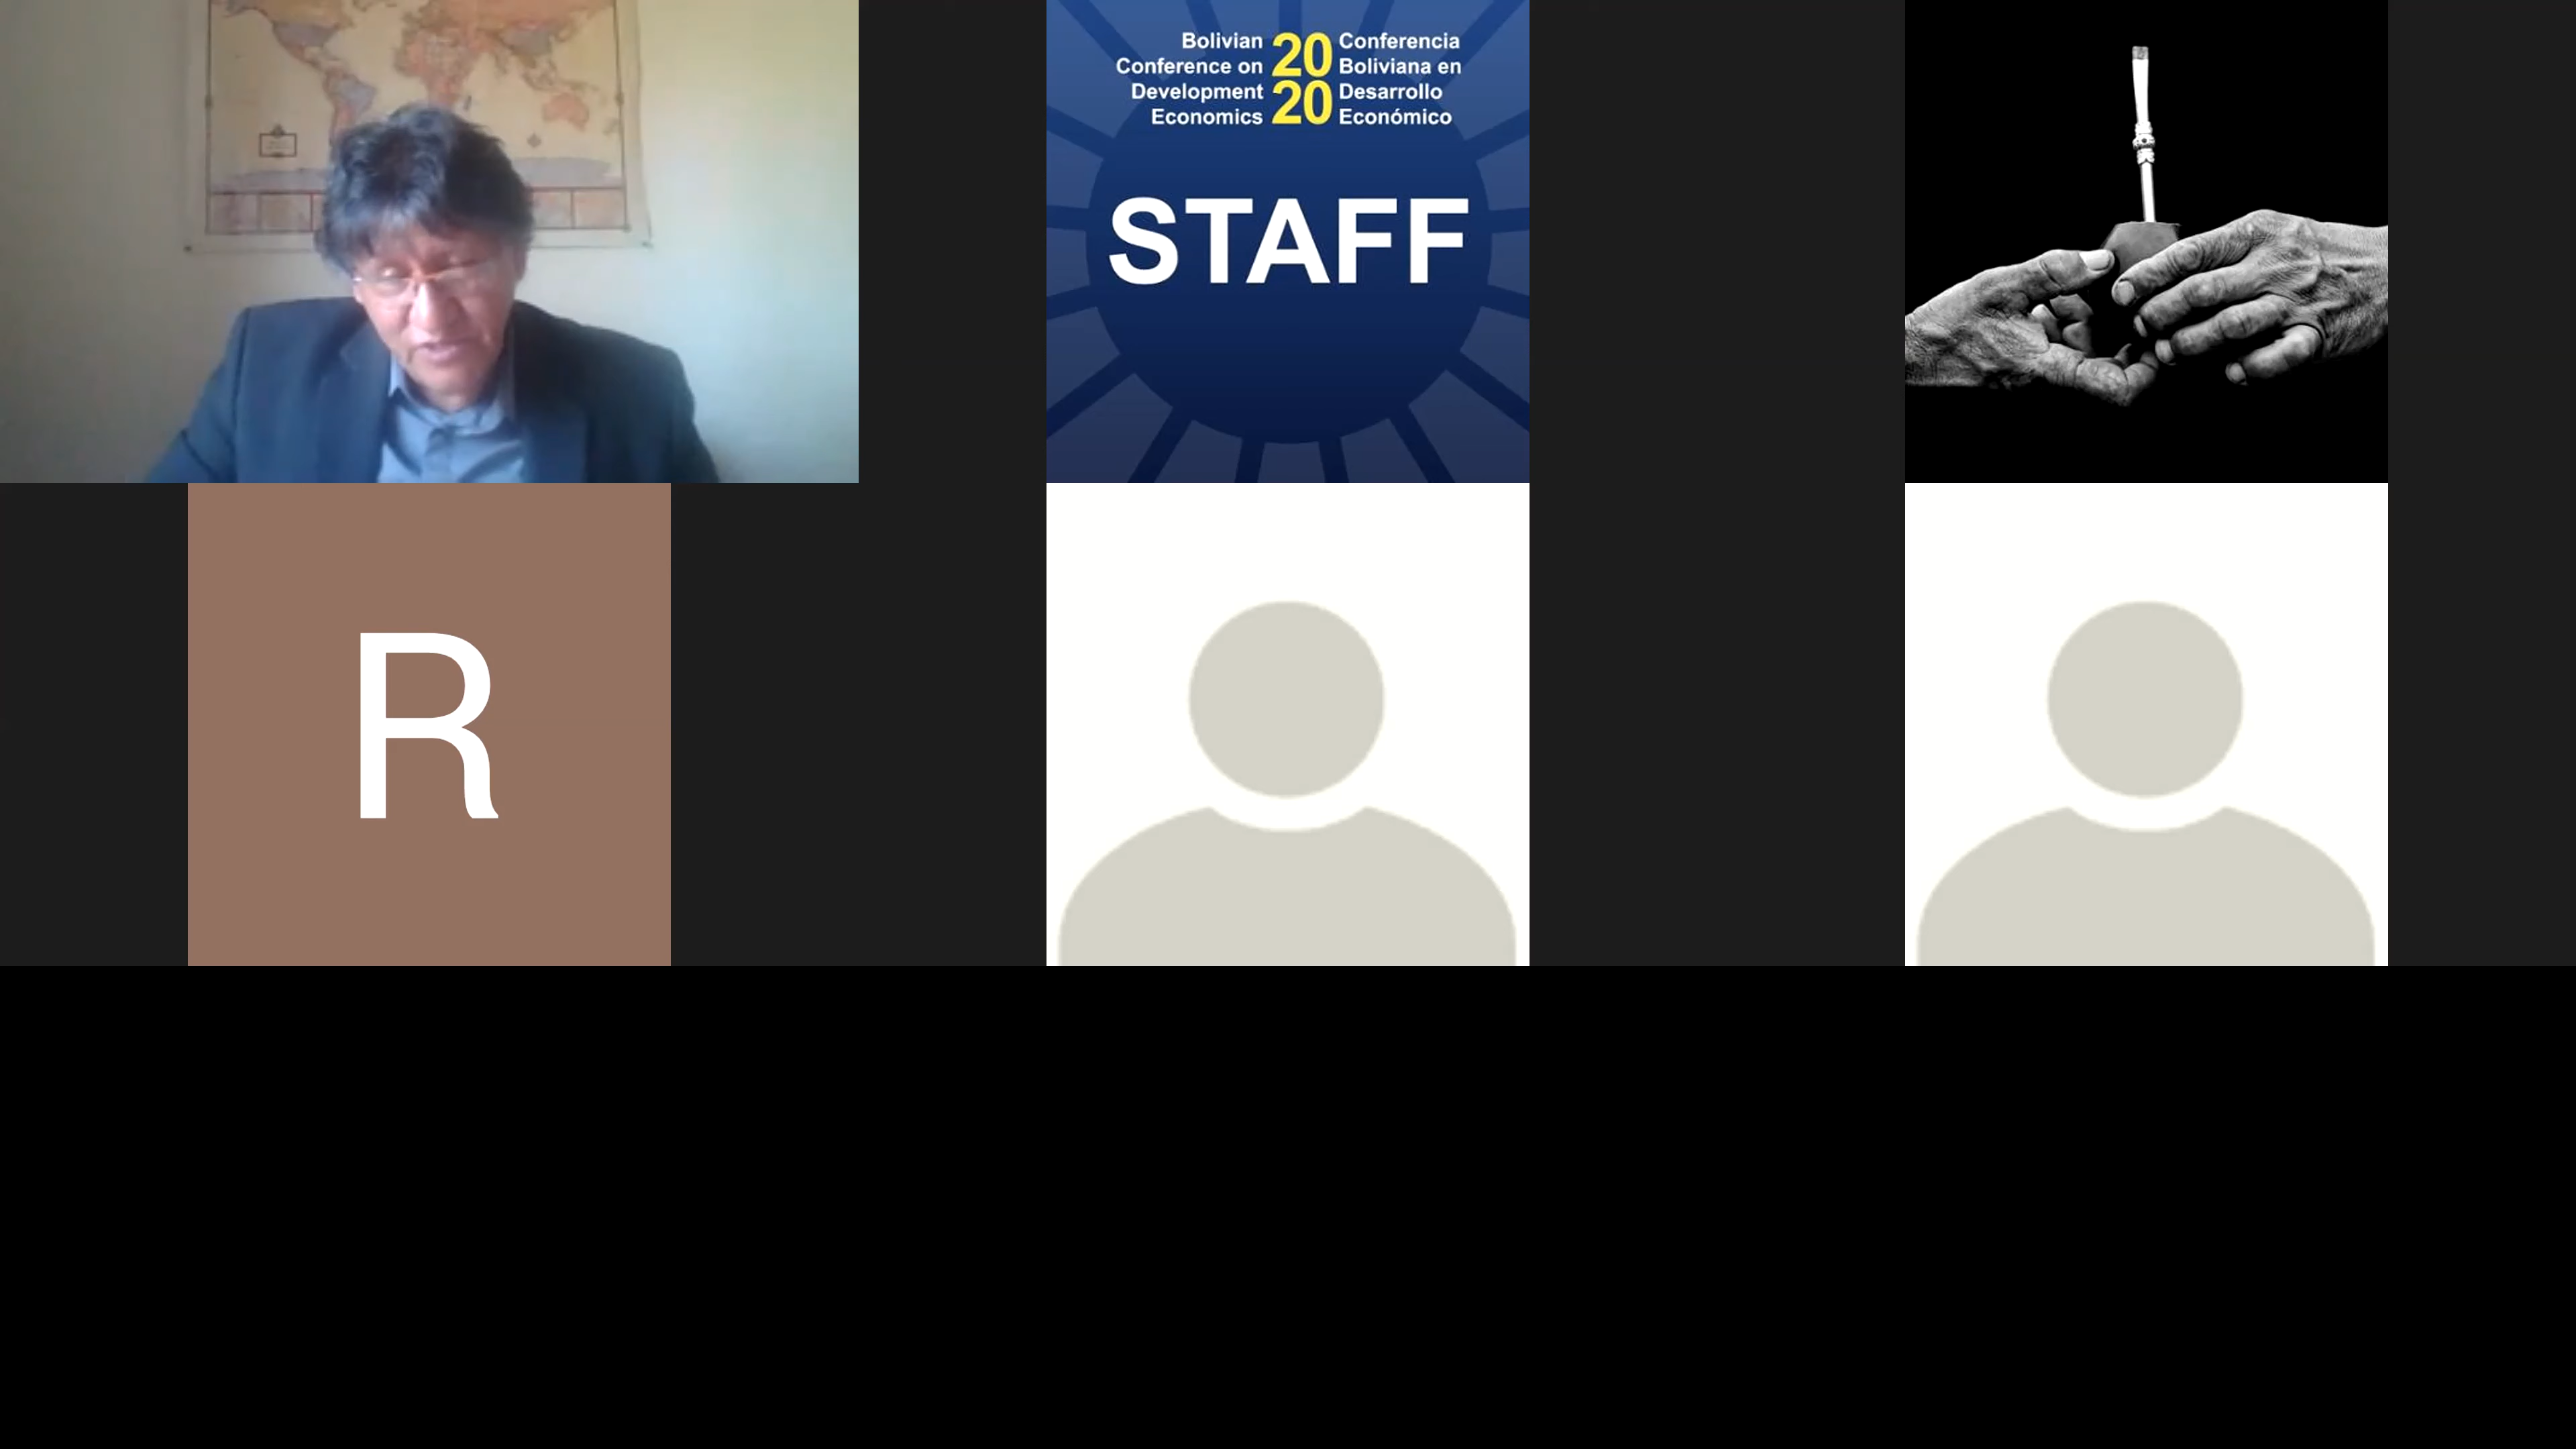 Bolivian
Conference on
Development
Economics
20
20
Conferencia
Boliviana en
Desarrollo
Económico
STAFF
R